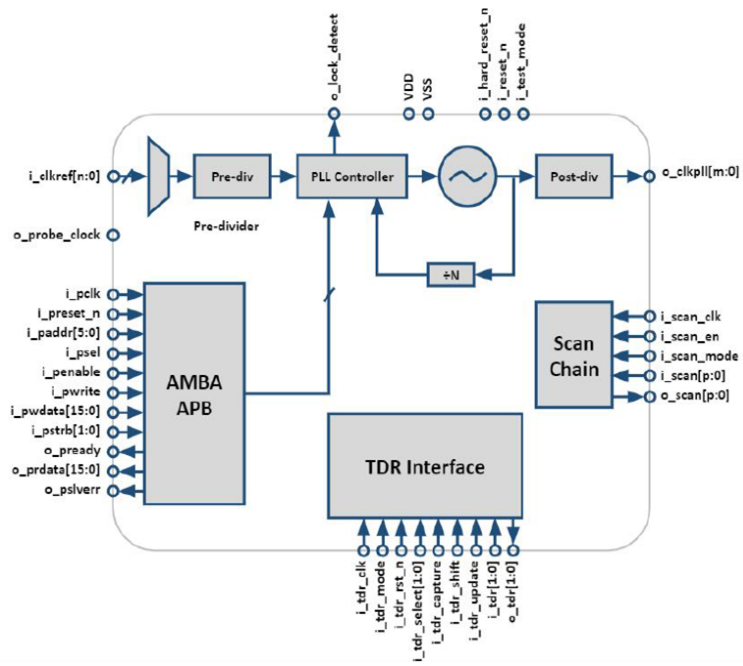 o_lock_detect
VDD
VSS
i_hard_reset_n
i_reset_n
i_test_mode
i_clkref[n:0]
Pre-div
PLL Controller
Post-div
o_clkpll[m:0]
Pre-divider
o_probe_clock
÷N
i_pclk
i_preset_n
i_paddr[5:0]
i_psel
i_penable
i_pwrite
i_pwdata[15:0]
i_pstrb[1:0]
o_pready
o_prdata[15:0]
o_pslverr
AMBA
APB
Scan
Chain
i_scan_clk
i_scan_en
i_scan_mode
i_scan[p:0]
o_scan[p:0]
TDR Interface
i_tdr_clk
i_tdr_mode
i_tdr_rst_n
i_tdr_select[1:0]
i_tdr_capture
i_tdr_shift
i_tdr_update
i_tdr[1:0]
o_tdr[1:0]